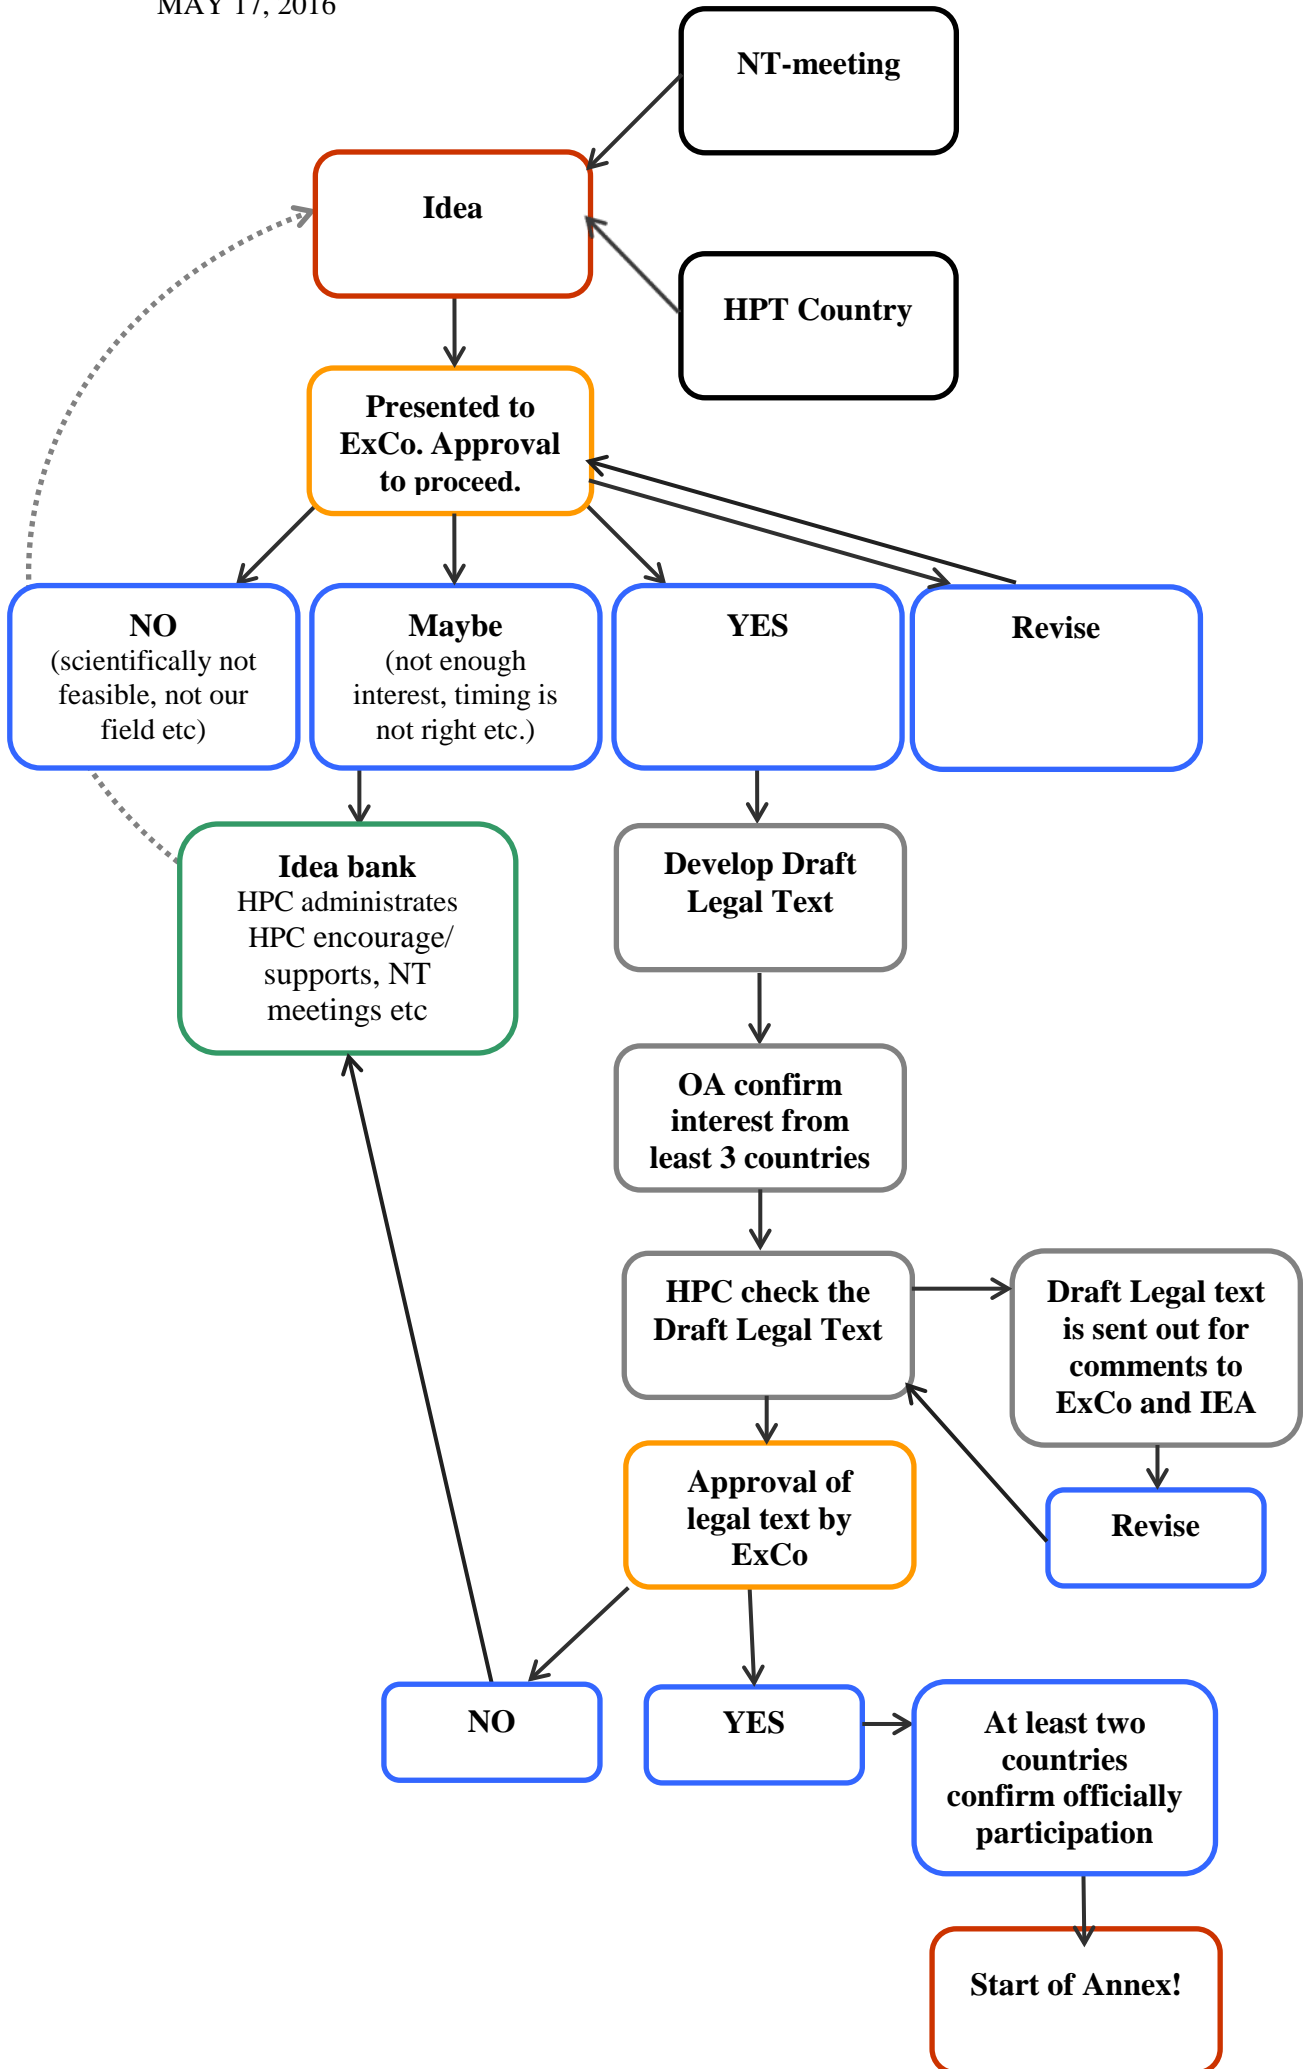 MAY 17, 2016
NT-meeting
Idea
HPT Country
Presented to
ExCo. Approval
to proceed.
NO
(scientifically not
feasible, not our
field etc)
Maybe
(not enough
interest, timing is
not right etc.)
YES
Revise
Idea bank
HPC administrates
HPC encourage/
supports, NT
meetings etc
Develop Draft
Legal Text
OA confirm
interest from
least 3 countries
HPC check the
Draft Legal Text
Draft Legal text
is sent out for
comments to
ExCo and IEA
Approval of
legal text by
ExCo
Revise
NO
YES
At least two
countries
confirm officially
participation
Start of Annex!